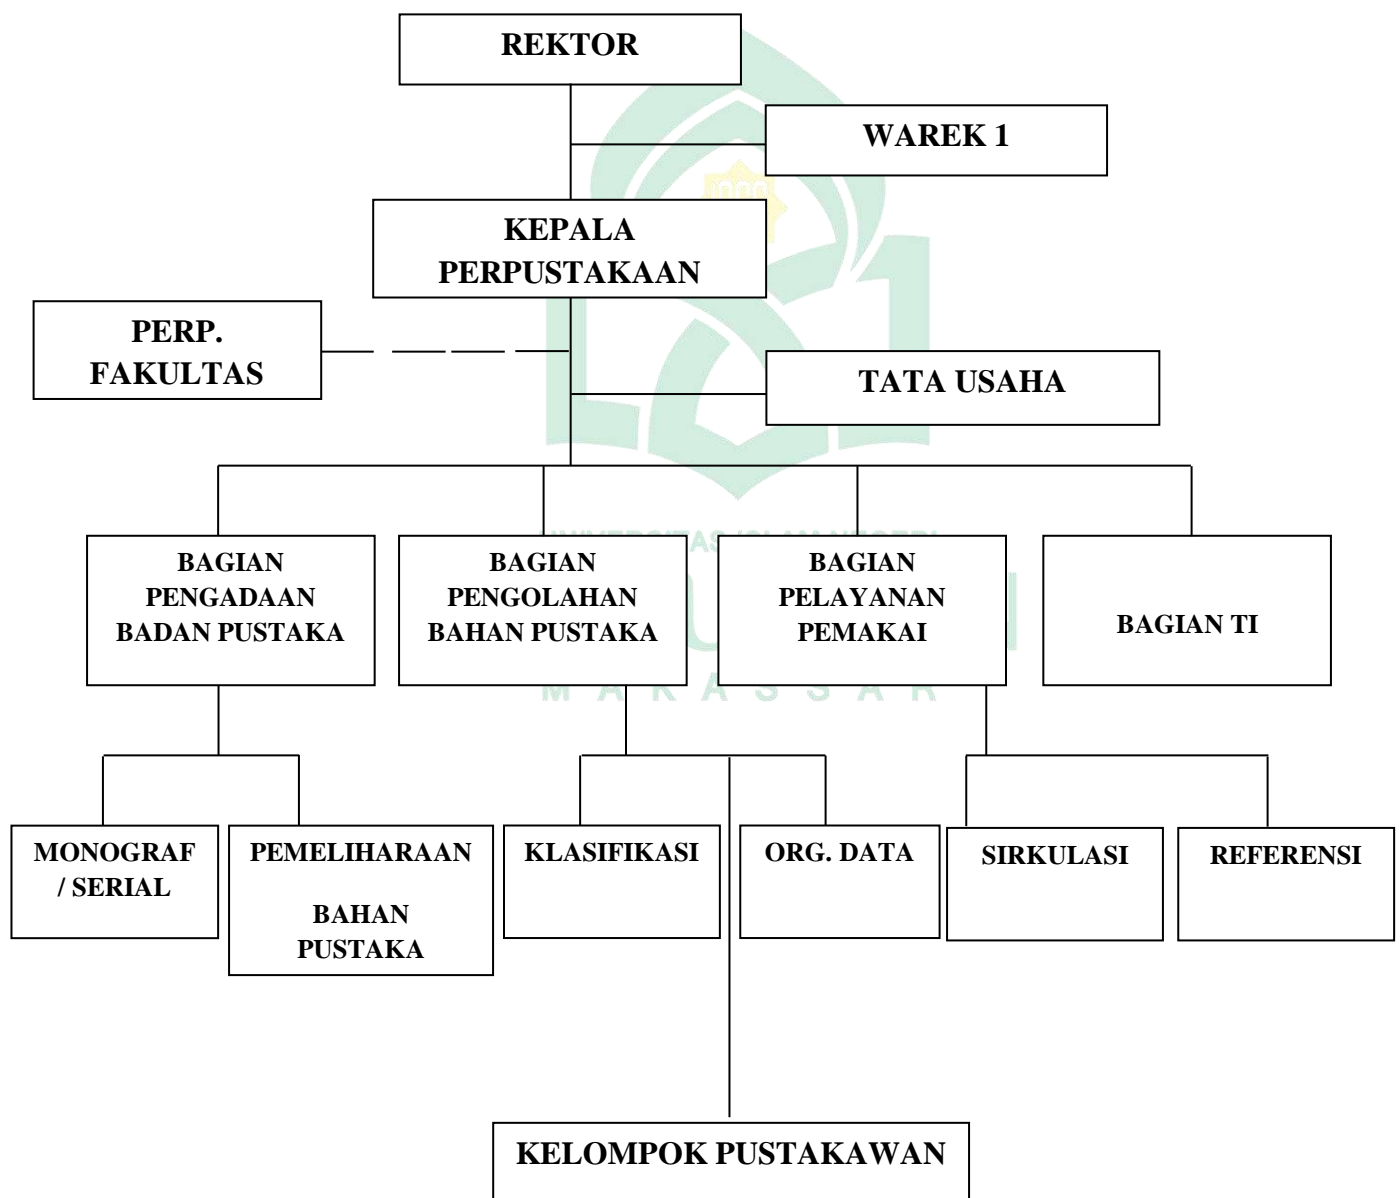 REKTOR
WAREK 1
KEPALA
PERPUSTAKAAN
PERP.
FAKULTAS
TATA USAHA
BAGIAN
PENGADAAN
BADAN PUSTAKA
BAGIAN
PENGOLAHAN
BAHAN PUSTAKA
BAGIAN
PELAYANAN
PEMAKAI
BAGIAN TI
MAKASSAR
MONOGRAF
/ SERIAL
PEMELIHARAAN
BAHAN
PUSTAKA
KLASIFIKASI
ORG. DATA
SIRKULASI
REFERENSI
KELOMPOK PUSTAKAWAN